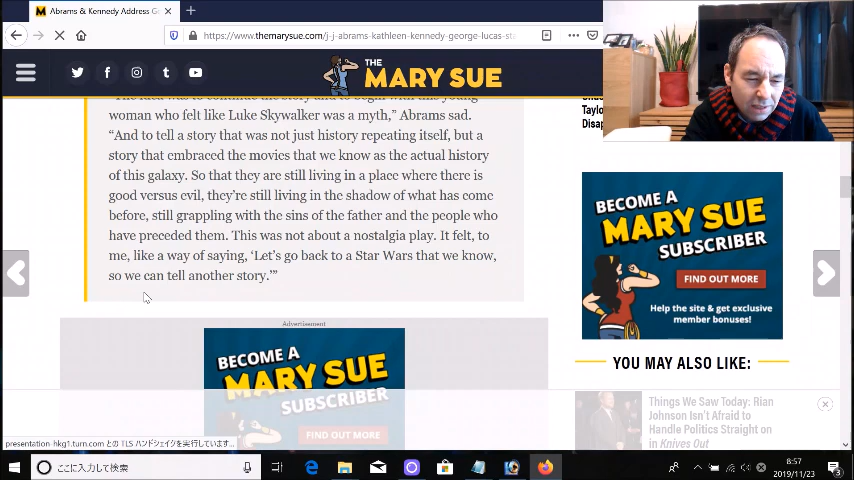 Abrams & Kennedy Address Ge
https://www.themarysue.com/j-j-abrams-kathleen-kennedy-george-lucas-sta
THE
MARY SUE
"The idea was to continue the story and to begin with this young
woman who felt like Luke Skywalker was a myth," Abrams sad.
"And to tell a story that was not just history repeating itself, but a
story that embraced the movies that we know as the actual history
of this galaxy. So that they are still living in a place where there is
good versus evil, they're still living in the shadow of what has come
before, still grappling with the sins of the father and the people who
have preceded them. This was not about a nostalgia play. It felt, to
me, like a way of saying, 'Let's go back to a Star Wars that we know,
so we can tell another story.'"
Taylo
Disap
BECOME A
MARY SUE
SUBSCRIBER
FIND OUT MORE
Help the site & get exclusive
member bonuses!
Advertisement
BECOME A
MARY SUE
SUBSCRIBER
FIND OUT MORE
YOU MAY ALSO LIKE:
Things We Saw Today: Rian
Johnson Isn't Afraid to
Handle Politics Straight on
in Knives Out
presentation-hkg1.turn.com との TLS ハンドシェイクを実行しています...
ここに入力して検索
8:57
2019/11/23
3